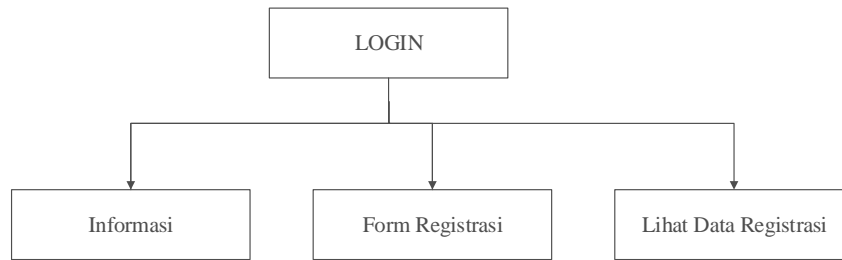 LOGIN
Informasi
Form Registrasi
Lihat Data Registrasi